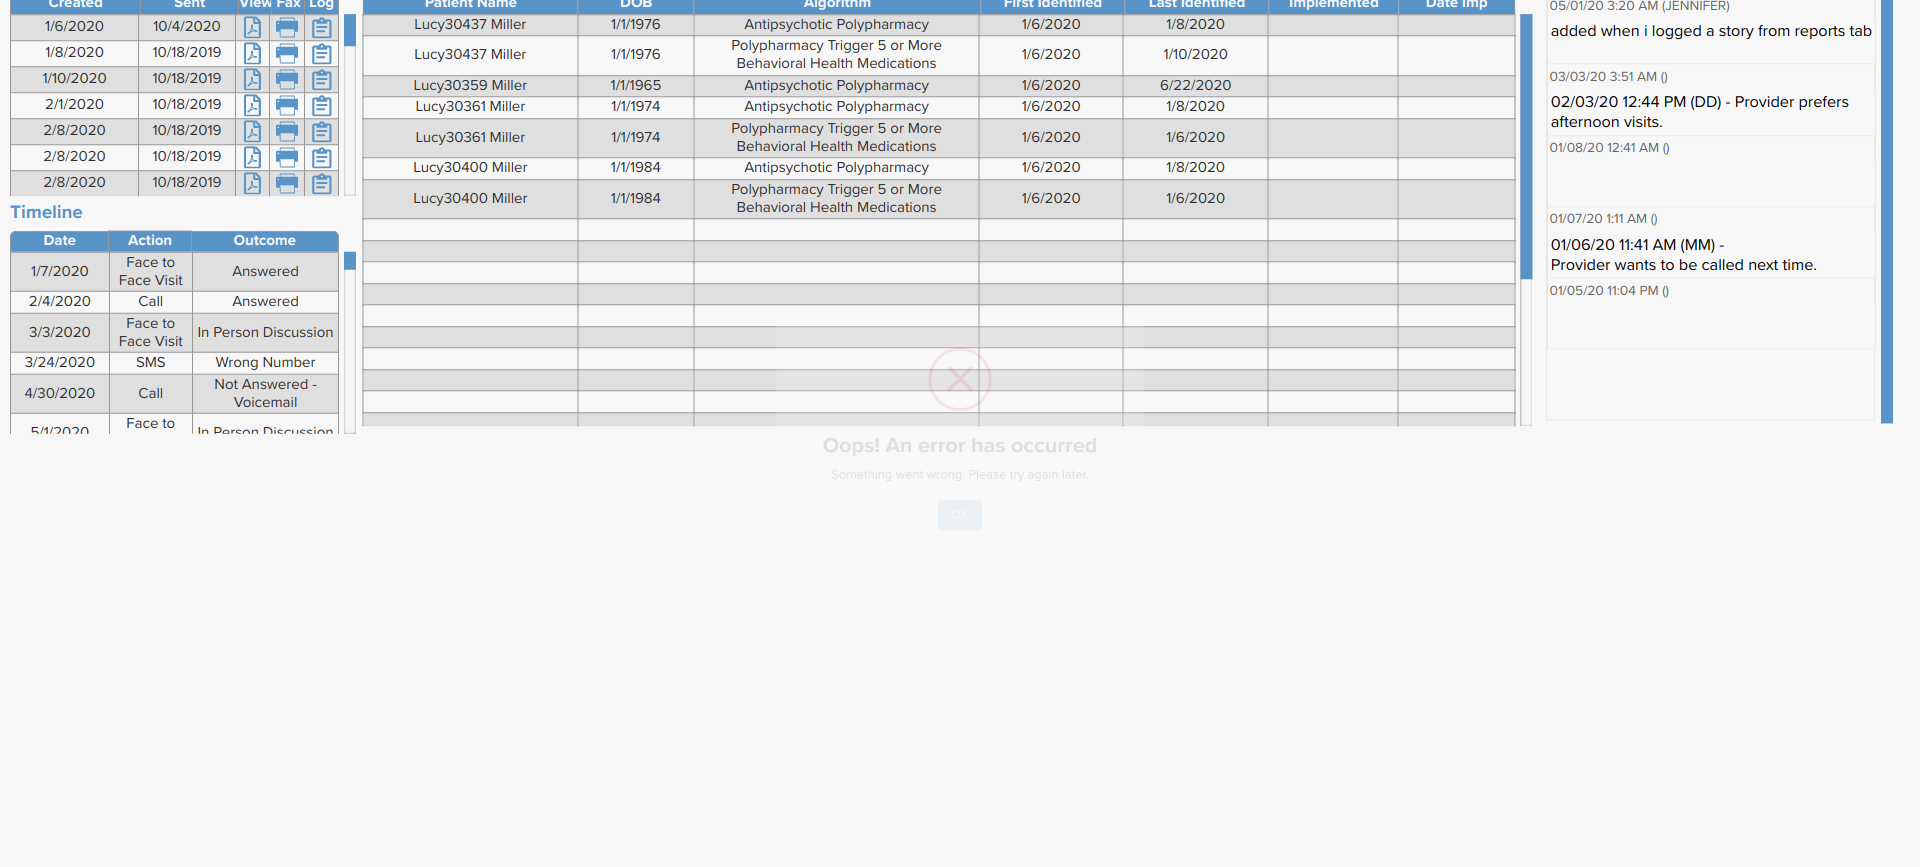 Created Sent View Fax Log
1/6/2020 10/4/2020
1/8/2020 10/18/2019
1/10/2020 10/18/2019
2/1/2020 10/18/2019
2/8/2020 10/18/2019
2/8/2020 10/18/2019
2/8/2020 10/18/2019
Timeline
Date Action Outcome
1/7/2020 Face to Face Visit Answered
2/4/2020 Call Answered
3/3/2020 Face to Face Visit In Person Discussion
3/24/2020 SMS Wrong Number
4/30/2020 Call Not Answered - Voicemail
5/1/2020 Face to In Person Discussion
Patient Name DOB Algorithm First Identified Last Identified Implemented Date Imp
Lucy30437 Miller 1/1/1976 Antipsychotic Polypharmacy 1/6/2020 1/8/2020
Lucy30437 Miller 1/1/1976 Polypharmacy Trigger 5 or More Behavioral Health Medications 1/6/2020 1/10/2020
Lucy30359 Miller 1/1/1965 Antipsychotic Polypharmacy 1/6/2020 6/22/2020
Lucy30361 Miller 1/1/1974 Antipsychotic Polypharmacy 1/6/2020 1/8/2020
Lucy30361 Miller 1/1/1974 Polypharmacy Trigger 5 or More Behavioral Health Medications 1/6/2020 1/6/2020
Lucy30400 Miller 1/1/1984 Antipsychotic Polypharmacy 1/6/2020 1/8/2020
Lucy30400 Miller 1/1/1984 Polypharmacy Trigger 5 or More Behavioral Health Medications 1/6/2020 1/6/2020
Oops! An error has occurred
Something went wrong. Please try again later.
OK
05/01/20 3:20 AM (JENNIFER)
added when i logged a story from reports tab
03/03/20 3:51 AM ()
02/03/20 12:44 PM (DD) - Provider prefers
afternoon visits.
01/08/20 12:41 AM ()
01/07/20 1:11 AM ()
01/06/20 11:41 AM (MM) -
Provider wants to be called next time.
01/05/20 11:04 PM ()